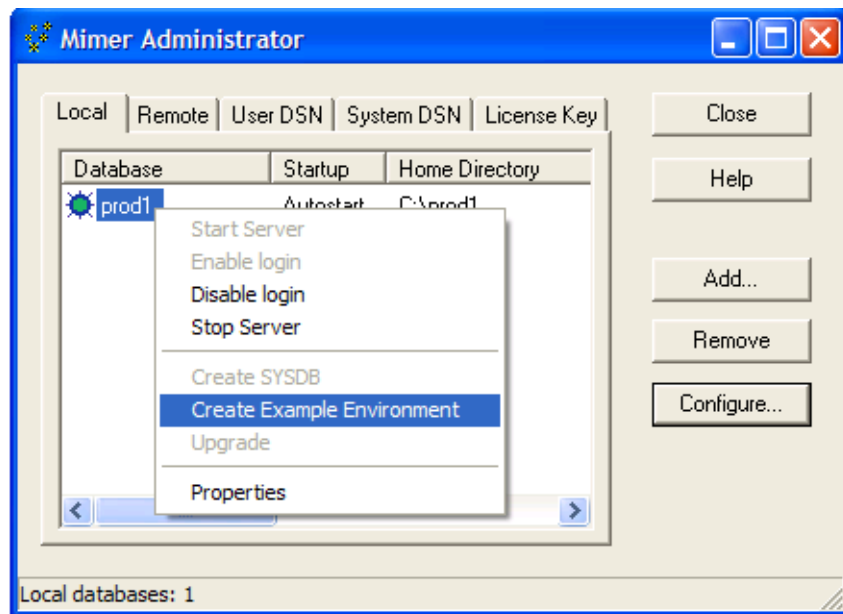 Mimer Administrator
Local Remote User DSN System DSN License Key
Close
Database Startup Home Directory
Help
prod1 Autostart C:\prod1
Start Server
Enable login
Disable login
Stop Server
Add...
Remove
Create SYSDB
Create Example Environment
Configure...
Upgrade
Properties
Local databases: 1